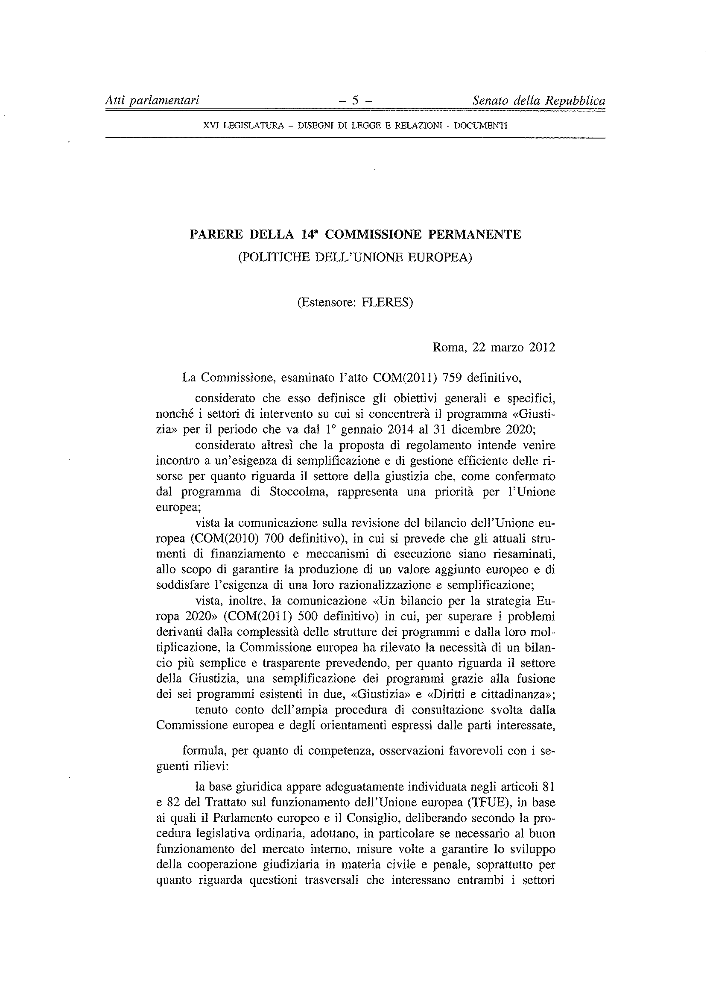 Atti parlamentari – 5 – Senato della Repubblica
XVI LEGISLATURA – DISEGNI DI LEGGE E RELAZIONI - DOCUMENTI
PARERE DELLA 14ª COMMISSIONE PERMANENTE
(POLITICHE DELL'UNIONE EUROPEA)
(Estensore: FLERES)
Roma, 22 marzo 2012
La Commissione, esaminato l'atto COM(2011) 759 definitivo,
considerato che esso definisce gli obiettivi generali e specifici,
nonché i settori di intervento su cui si concentrerà il programma «Giusti-
zia» per il periodo che va dal 1° gennaio 2014 al 31 dicembre 2020;
considerato altresì che la proposta di regolamento intende venire
incontro a un'esigenza di semplificazione e di gestione efficiente delle ri-
sorse per quanto riguarda il settore della giustizia che, come confermato
dal programma di Stoccolma, rappresenta una priorità per l'Unione
europea;
vista la comunicazione sulla revisione del bilancio dell'Unione eu-
ropea (COM(2010) 700 definitivo), in cui si prevede che gli attuali stru-
menti di finanziamento e meccanismi di esecuzione siano riesaminati,
allo scopo di garantire la produzione di un valore aggiunto europeo e di
soddisfare l'esigenza di una loro razionalizzazione e semplificazione;
vista, inoltre, la comunicazione «Un bilancio per la strategia Eu-
ropa 2020» (COM(2011) 500 definitivo) in cui, per superare i problemi
derivanti dalla complessità delle strutture dei programmi e dalla loro mol-
tiplicazione, la Commissione europea ha rilevato la necessità di un bilan-
cio più semplice e trasparente prevedendo, per quanto riguarda il settore
della Giustizia, una semplificazione dei programmi grazie alla fusione
dei sei programmi esistenti in due, «Giustizia» e «Diritti e cittadinanza»;
tenuto conto dell'ampia procedura di consultazione svolta dalla
Commissione europea e degli orientamenti espressi dalle parti interessate,
formula, per quanto di competenza, osservazioni favorevoli con i se-
guenti rilievi:
la base giuridica appare adeguatamente individuata negli articoli 81
e 82 del Trattato sul funzionamento dell'Unione europea (TFUE), in base
ai quali il Parlamento europeo e il Consiglio, deliberando secondo la pro-
cedura legislativa ordinaria, adottano, in particolare se necessario al buon
funzionamento del mercato interno, misure volte a garantire lo sviluppo
della cooperazione giudiziaria in materia civile e penale, soprattutto per
quanto riguarda questioni trasversali che interessano entrambi i settori